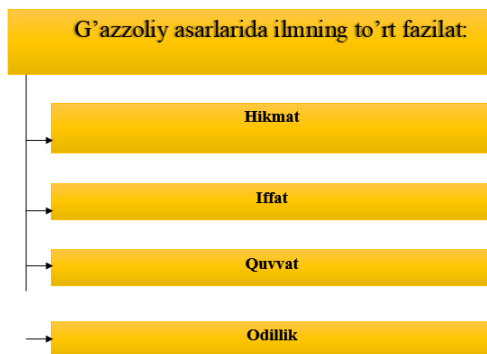 G’azzoliy asarlarida ilmning to’rt fazilat:
Hikmat
Iffat
Quvvat
Odillik